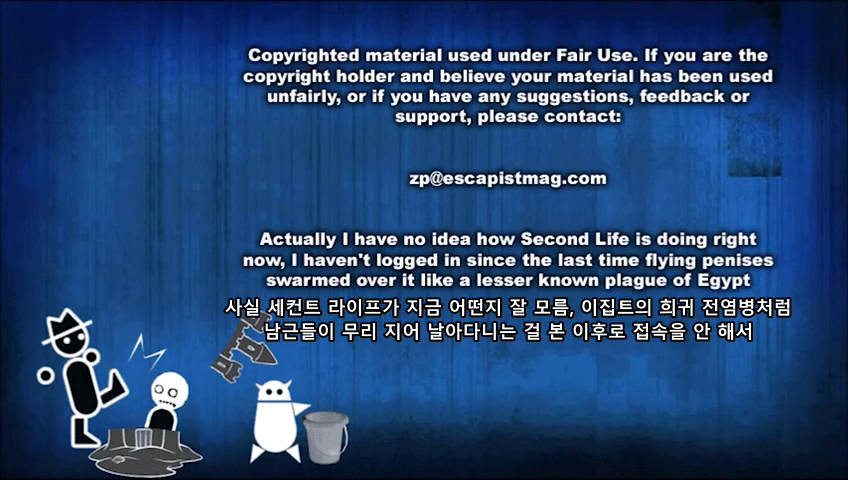 Copyrighted material used under Fair Use. If you are the
copyright holder and believe your material has been used
unfairly, or if you have any suggestions, feedback or
support, please contact:
zp@escapistmag.com
Actually I have no idea how Second Life is doing right
now, I haven't logged in since the last time flying penises
swarmed over it like a lesser known plague of Egypt
사실 세컨트 라이프가 지금 어떤지 잘 모름, 이집트의 희귀 전염병처럼
남근들이 무리 지어 날아다니는 걸 본 이후로 접속을 안 해서